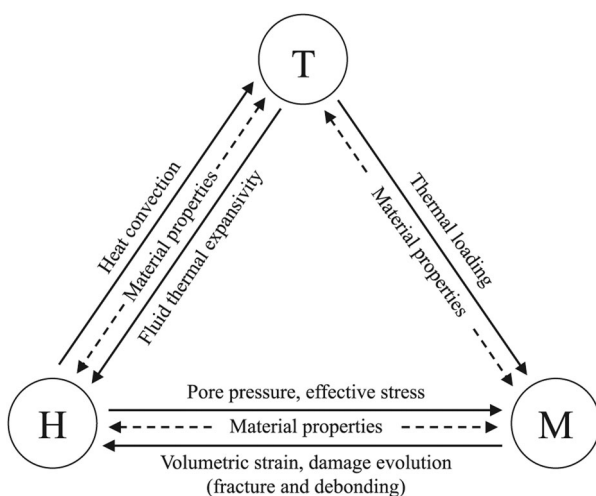 T
Heat convection
Material properties
Fluid thermal expansivity
Thermal loading
Material properties
H
Pore pressure, effective stress
Material properties
Volumetric strain, damage evolution
(fracture and debonding)
M